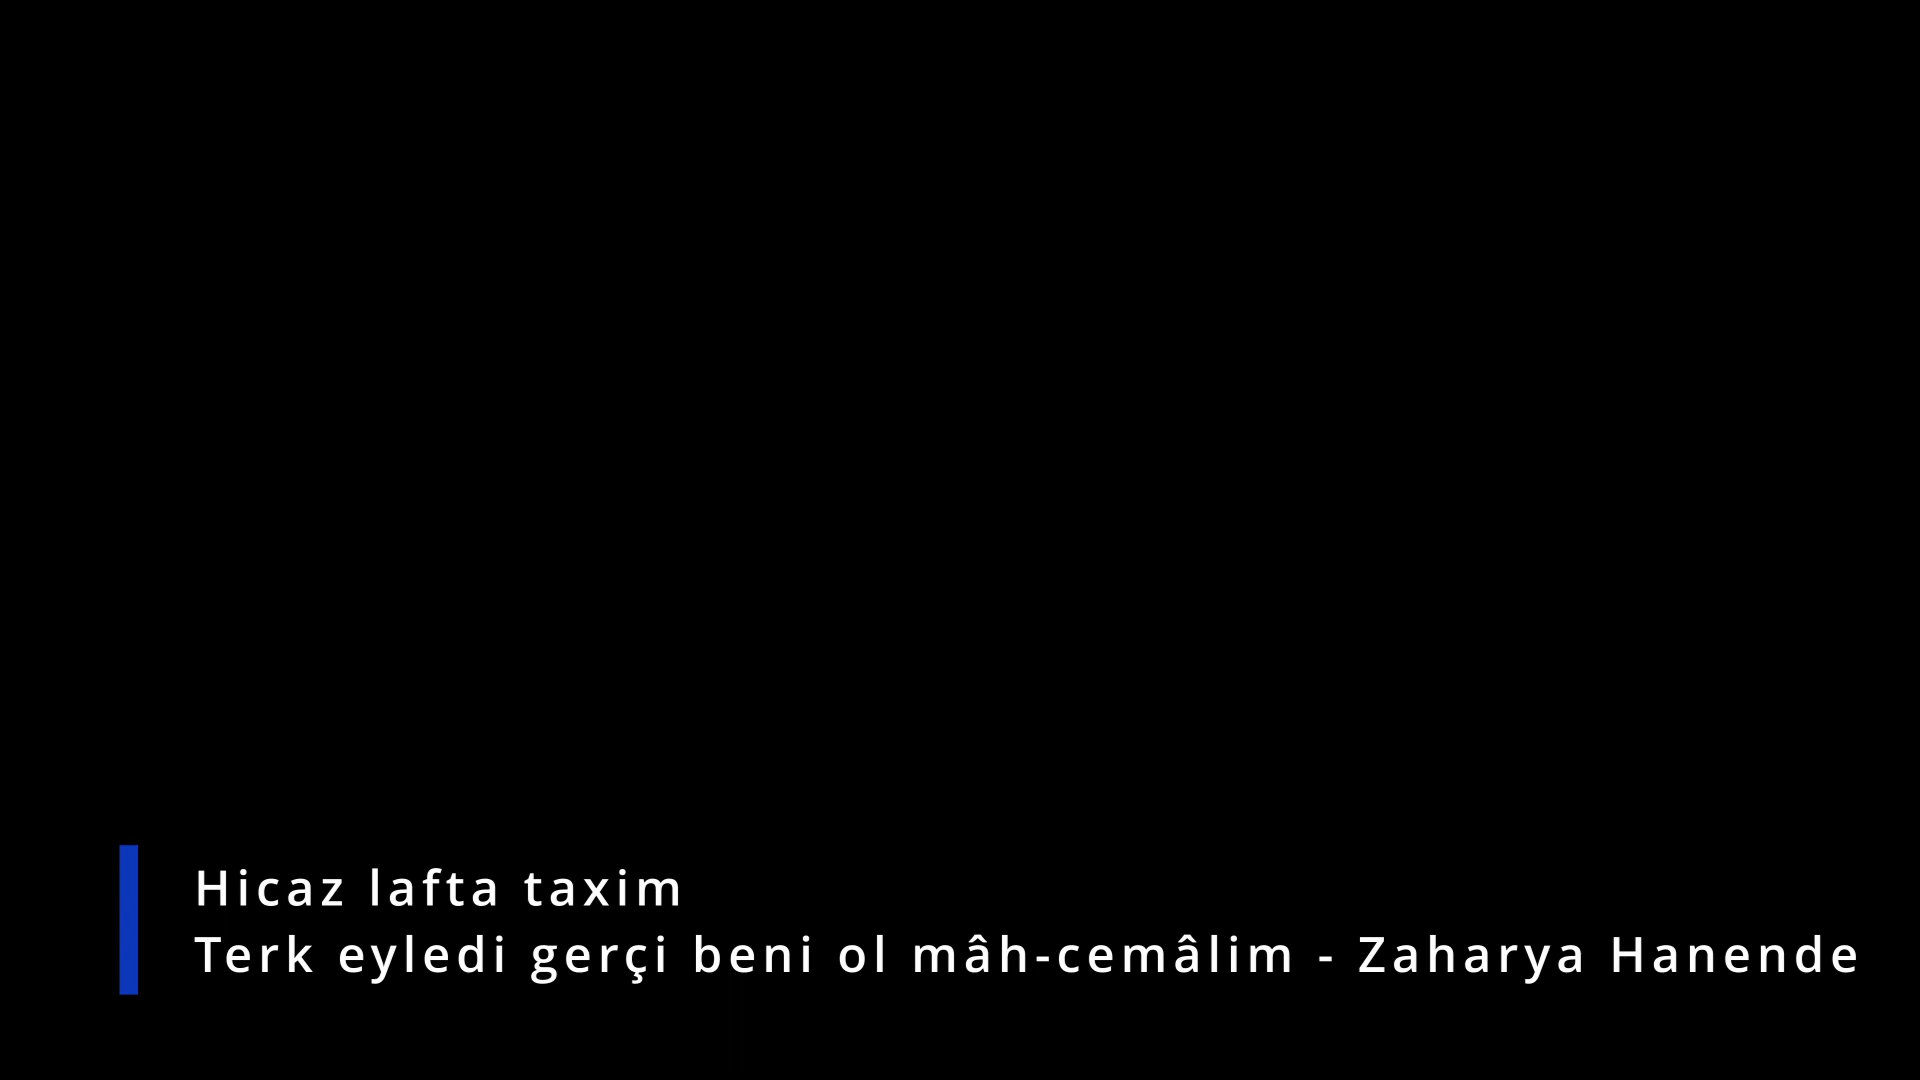 Hicaz lafta taxim
Terk eyledi gerçi beni ol mâh-cemâlim - Zaharya Hanende